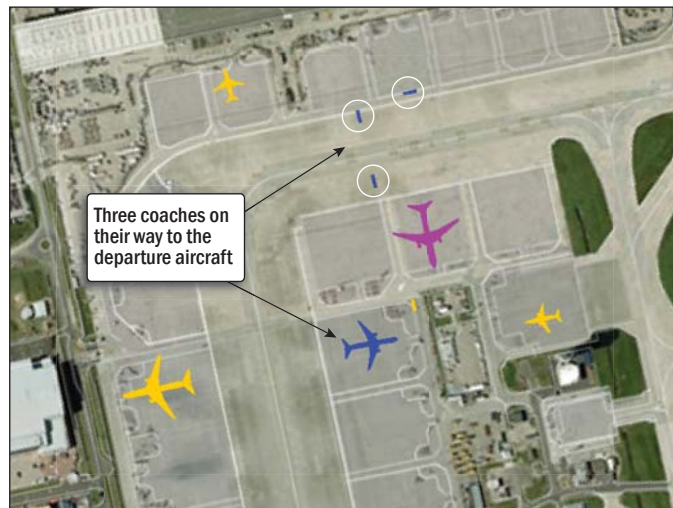 Three coaches on
their way to the
departure aircraft